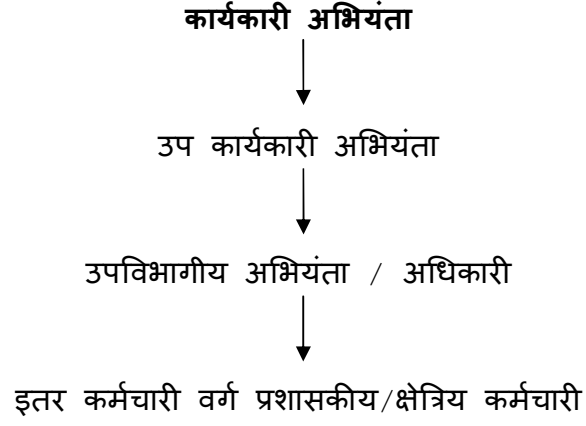 कार्यकारी अभियंता
उप कार्यकारी अभियंता
उपविभागीय अभियंता / अधिकारी
इतर कर्मचारी वर्ग प्रशासकीय/क्षेत्रिय कर्मचारी